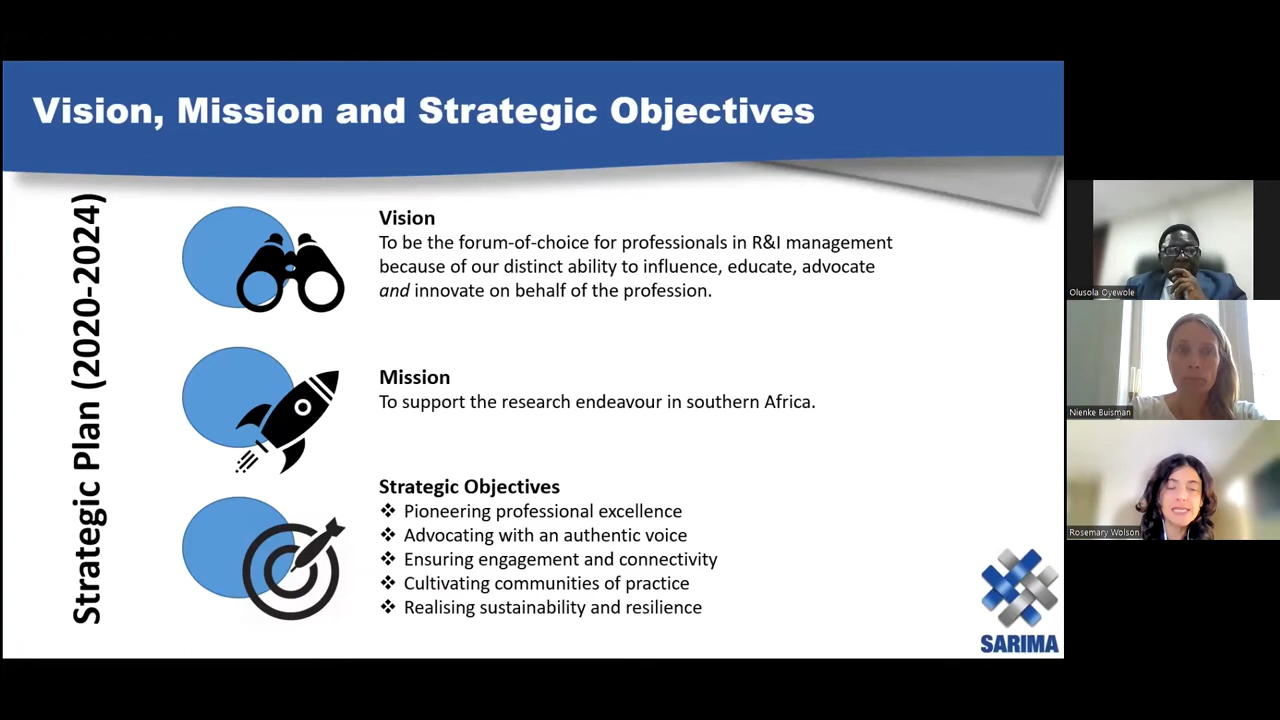 Vision, Mission and Strategic Objectives
Strategic Plan (2020-2024)
Vision
To be the forum-of-choice for professionals in R&I management
because of our distinct ability to influence, educate, advocate
and innovate on behalf of the profession.
Mission
To support the research endeavour in southern Africa.
Strategic Objectives
❖ Pioneering professional excellence
❖ Advocating with an authentic voice
❖ Ensuring engagement and connectivity
❖ Cultivating communities of practice
❖ Realising sustainability and resilience
SARIMA
Olusola Oyewole
Nienke Buisman
Rosemary Wolson